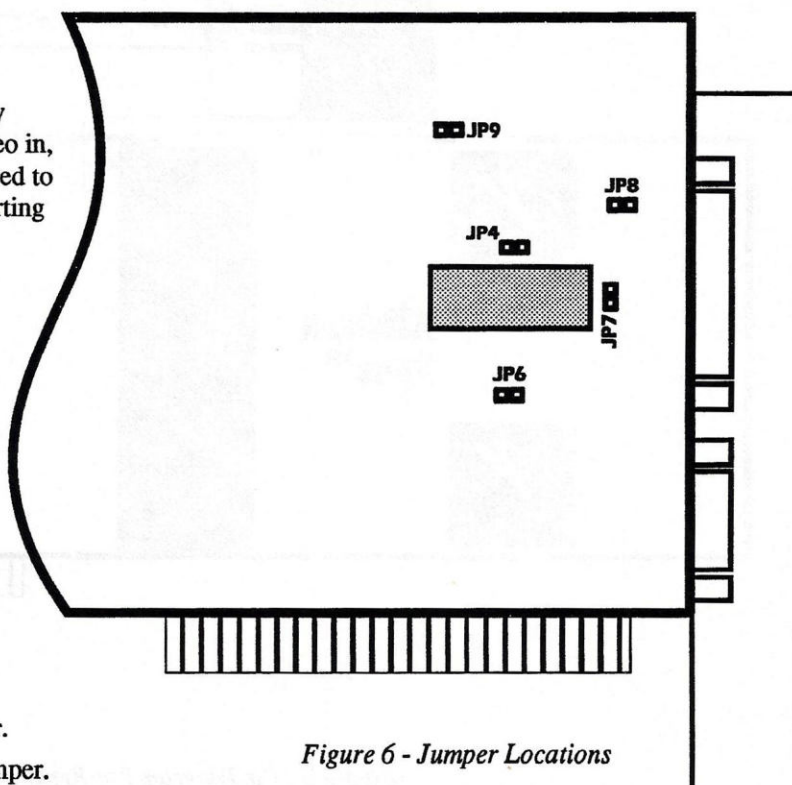 eo in,
ed to
rting
JP9
JP8
JP4
JP7
JP6
Figure 6 - Jumper Locations
mper.